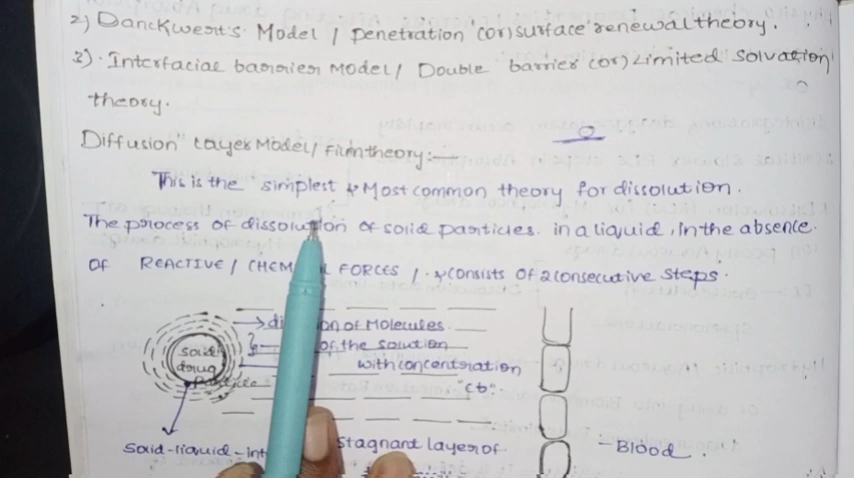 2) Danckwert's Model / penetration (or) surface renewal theory.
3). Interfacial barrier Model / Double barrier (or) Limited solvation
theory.
Diffusion layer Model / Film theory :-
This is the simplest & Most common theory for dissolution.
The process of dissolution of solid particles in a liquid, in the absence
OF REACTIVE / CHEM L FORCES / consists of 2 consecutive steps.
→ di on of Molecules
of the solution
with concentration
"Cb".
solid
drug
particle
solid-liquid-int
stagnant layer of
- Blood.